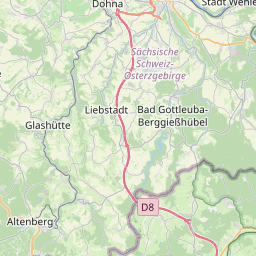 Dohna
Stadt Wehle
Sächsische
Schweiz-
Osterzgebirge
Liebstadt
Bad Gottleuba-
Berggießhübel
Glashütte
D8
Altenberg